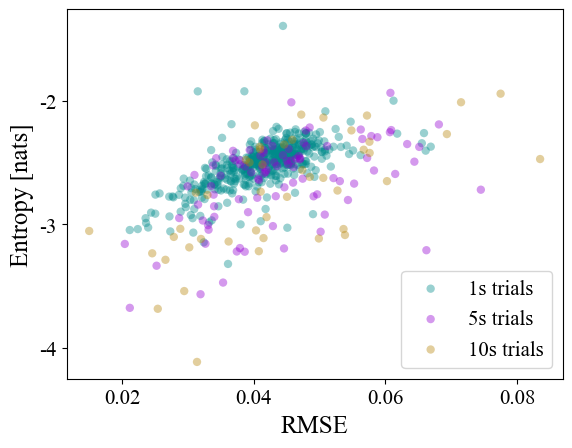 Entropy [nats]
-2
-3
-4
0.02
0.04
0.06
0.08
RMSE
1s trials
5s trials
10s trials